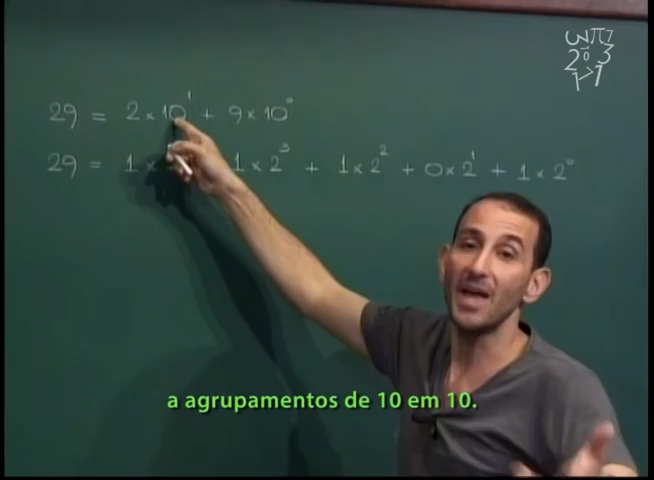 29 = 2 × 10¹ + 9 × 10⁰
29 = 1 × 1 × 2³ + 1 × 2² + 0 × 2¹ + 1 × 2⁰
a agrupamentos de 10 em 10.